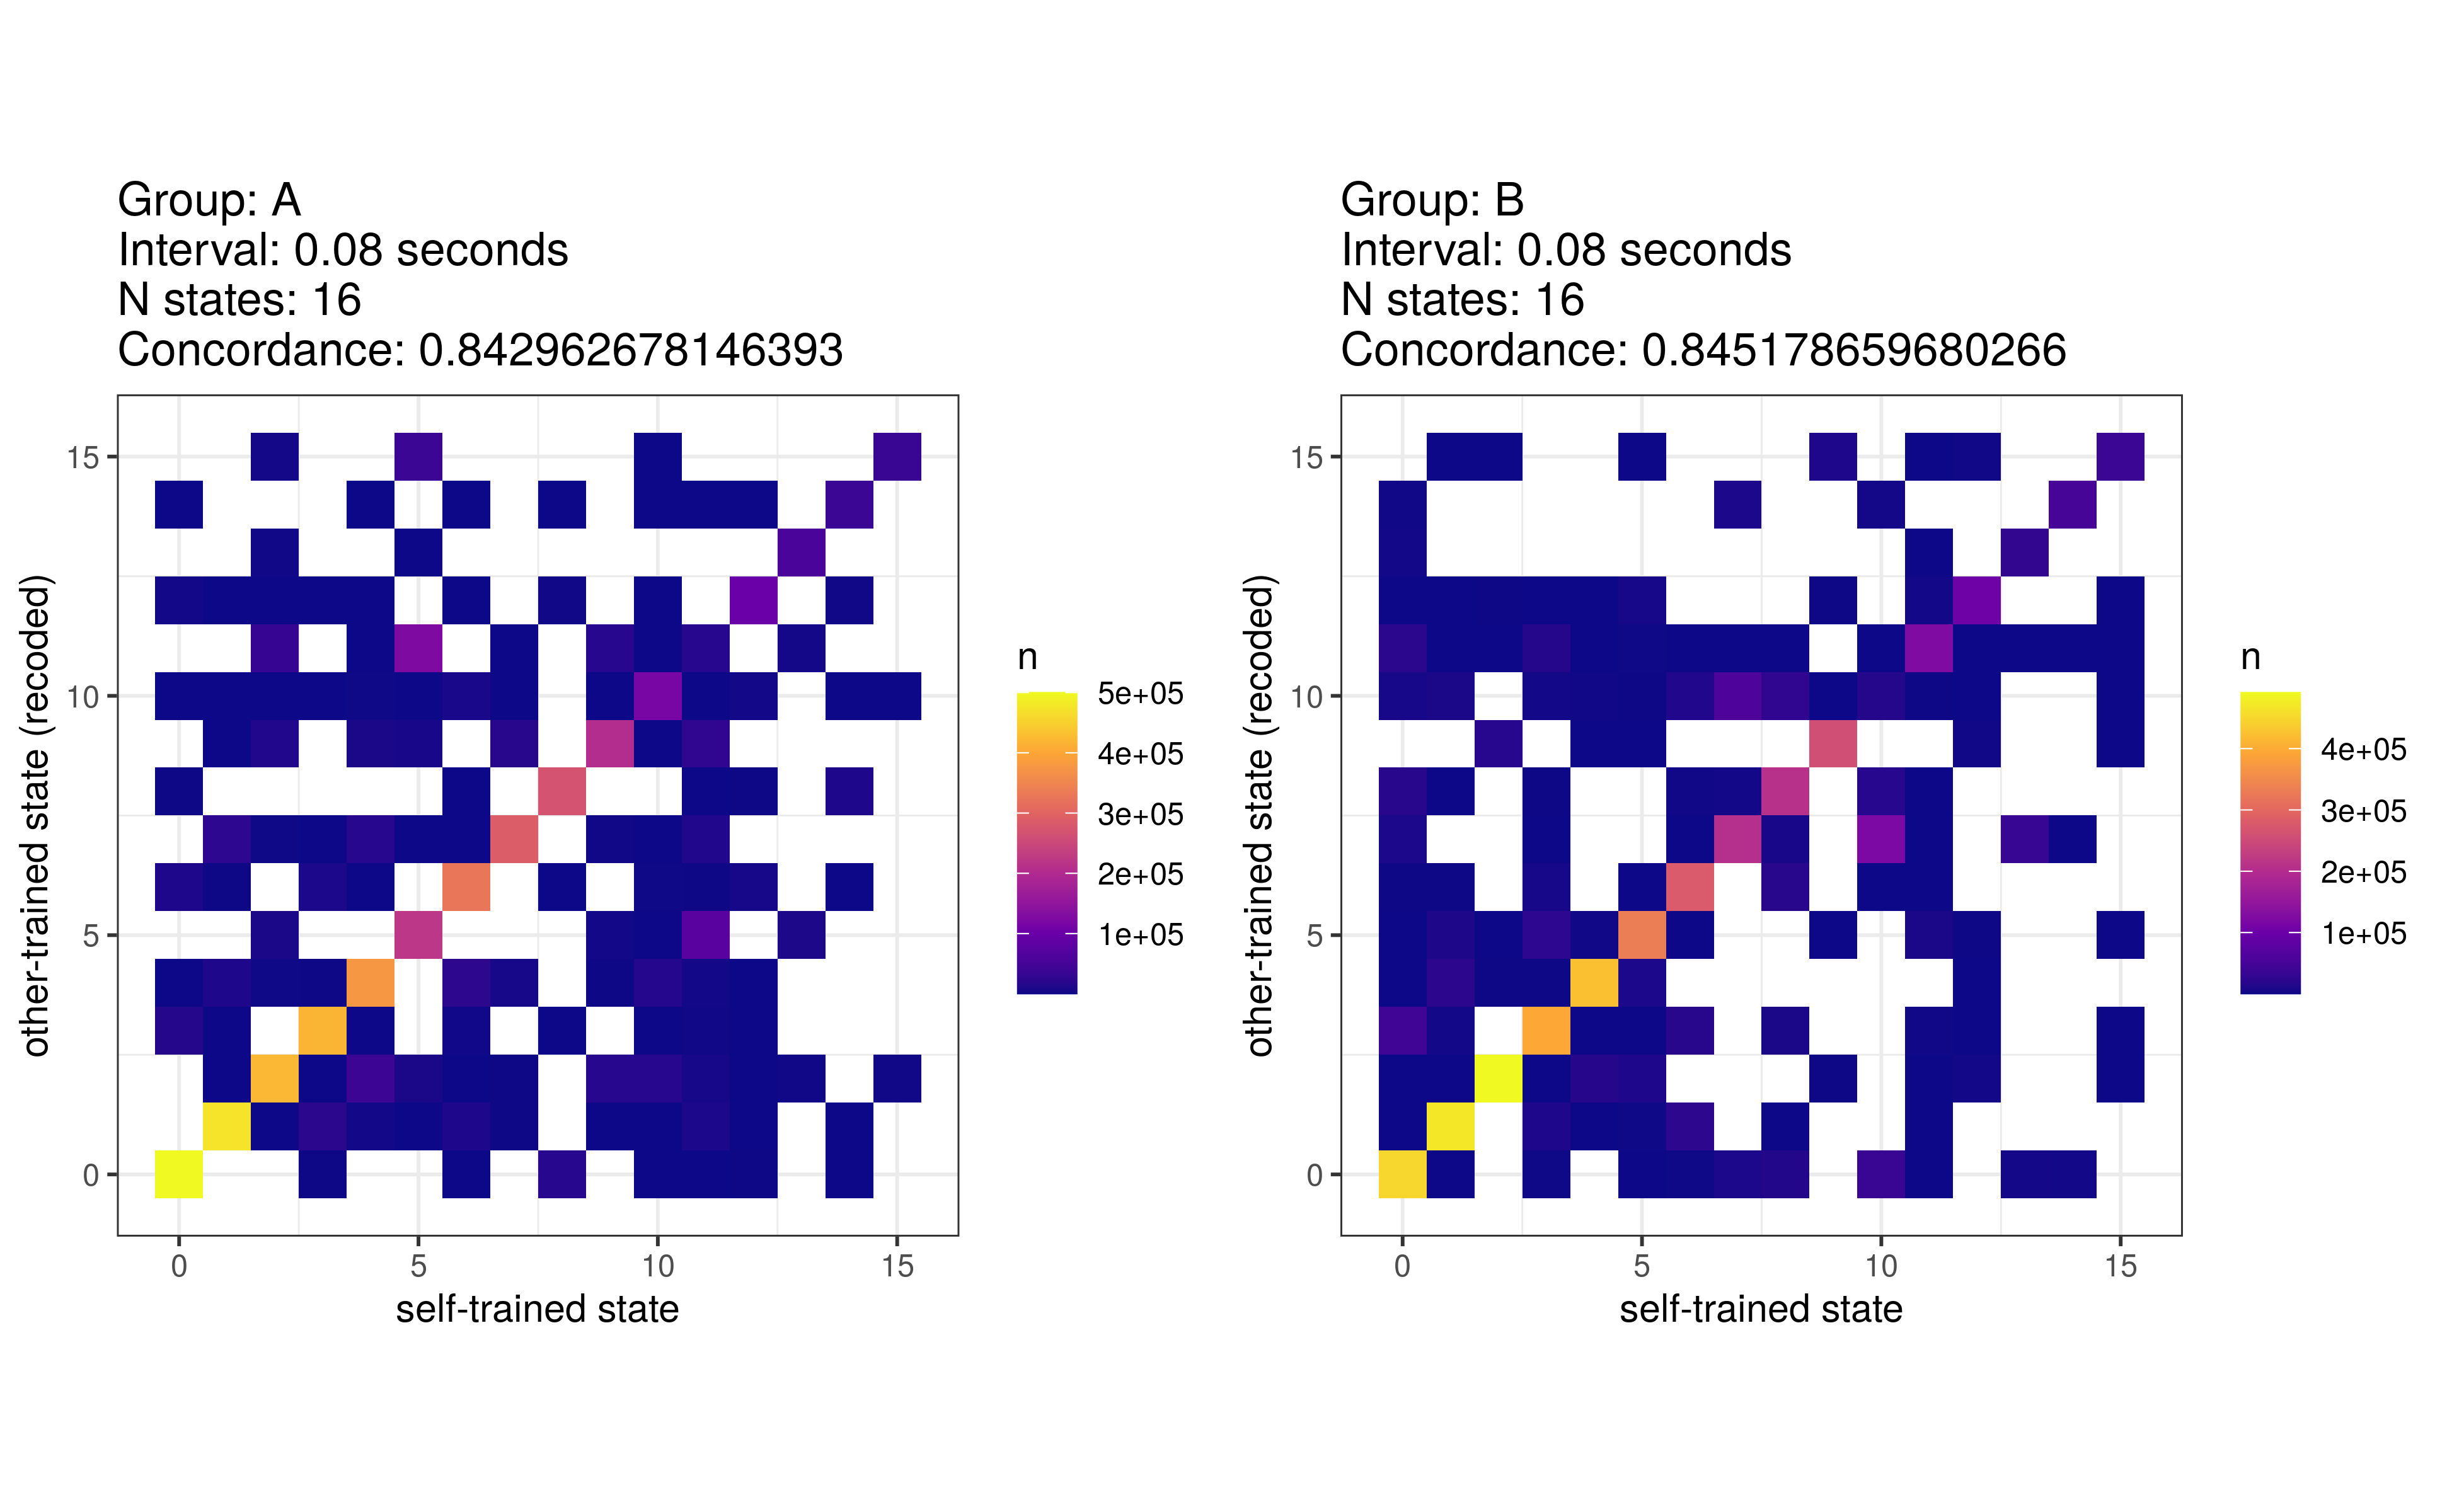 Group: A
Interval: 0.08 seconds
N states: 16
Concordance: 0.842962678146393
other-trained state (recoded)
15
10
5
0
0 5 10 15
self-trained state
n
5e+05
4e+05
3e+05
2e+05
1e+05
Group: B
Interval: 0.08 seconds
N states: 16
Concordance: 0.845178659680266
other-trained state (recoded)
15
10
5
0
0 5 10 15
self-trained state
n
4e+05
3e+05
2e+05
1e+05